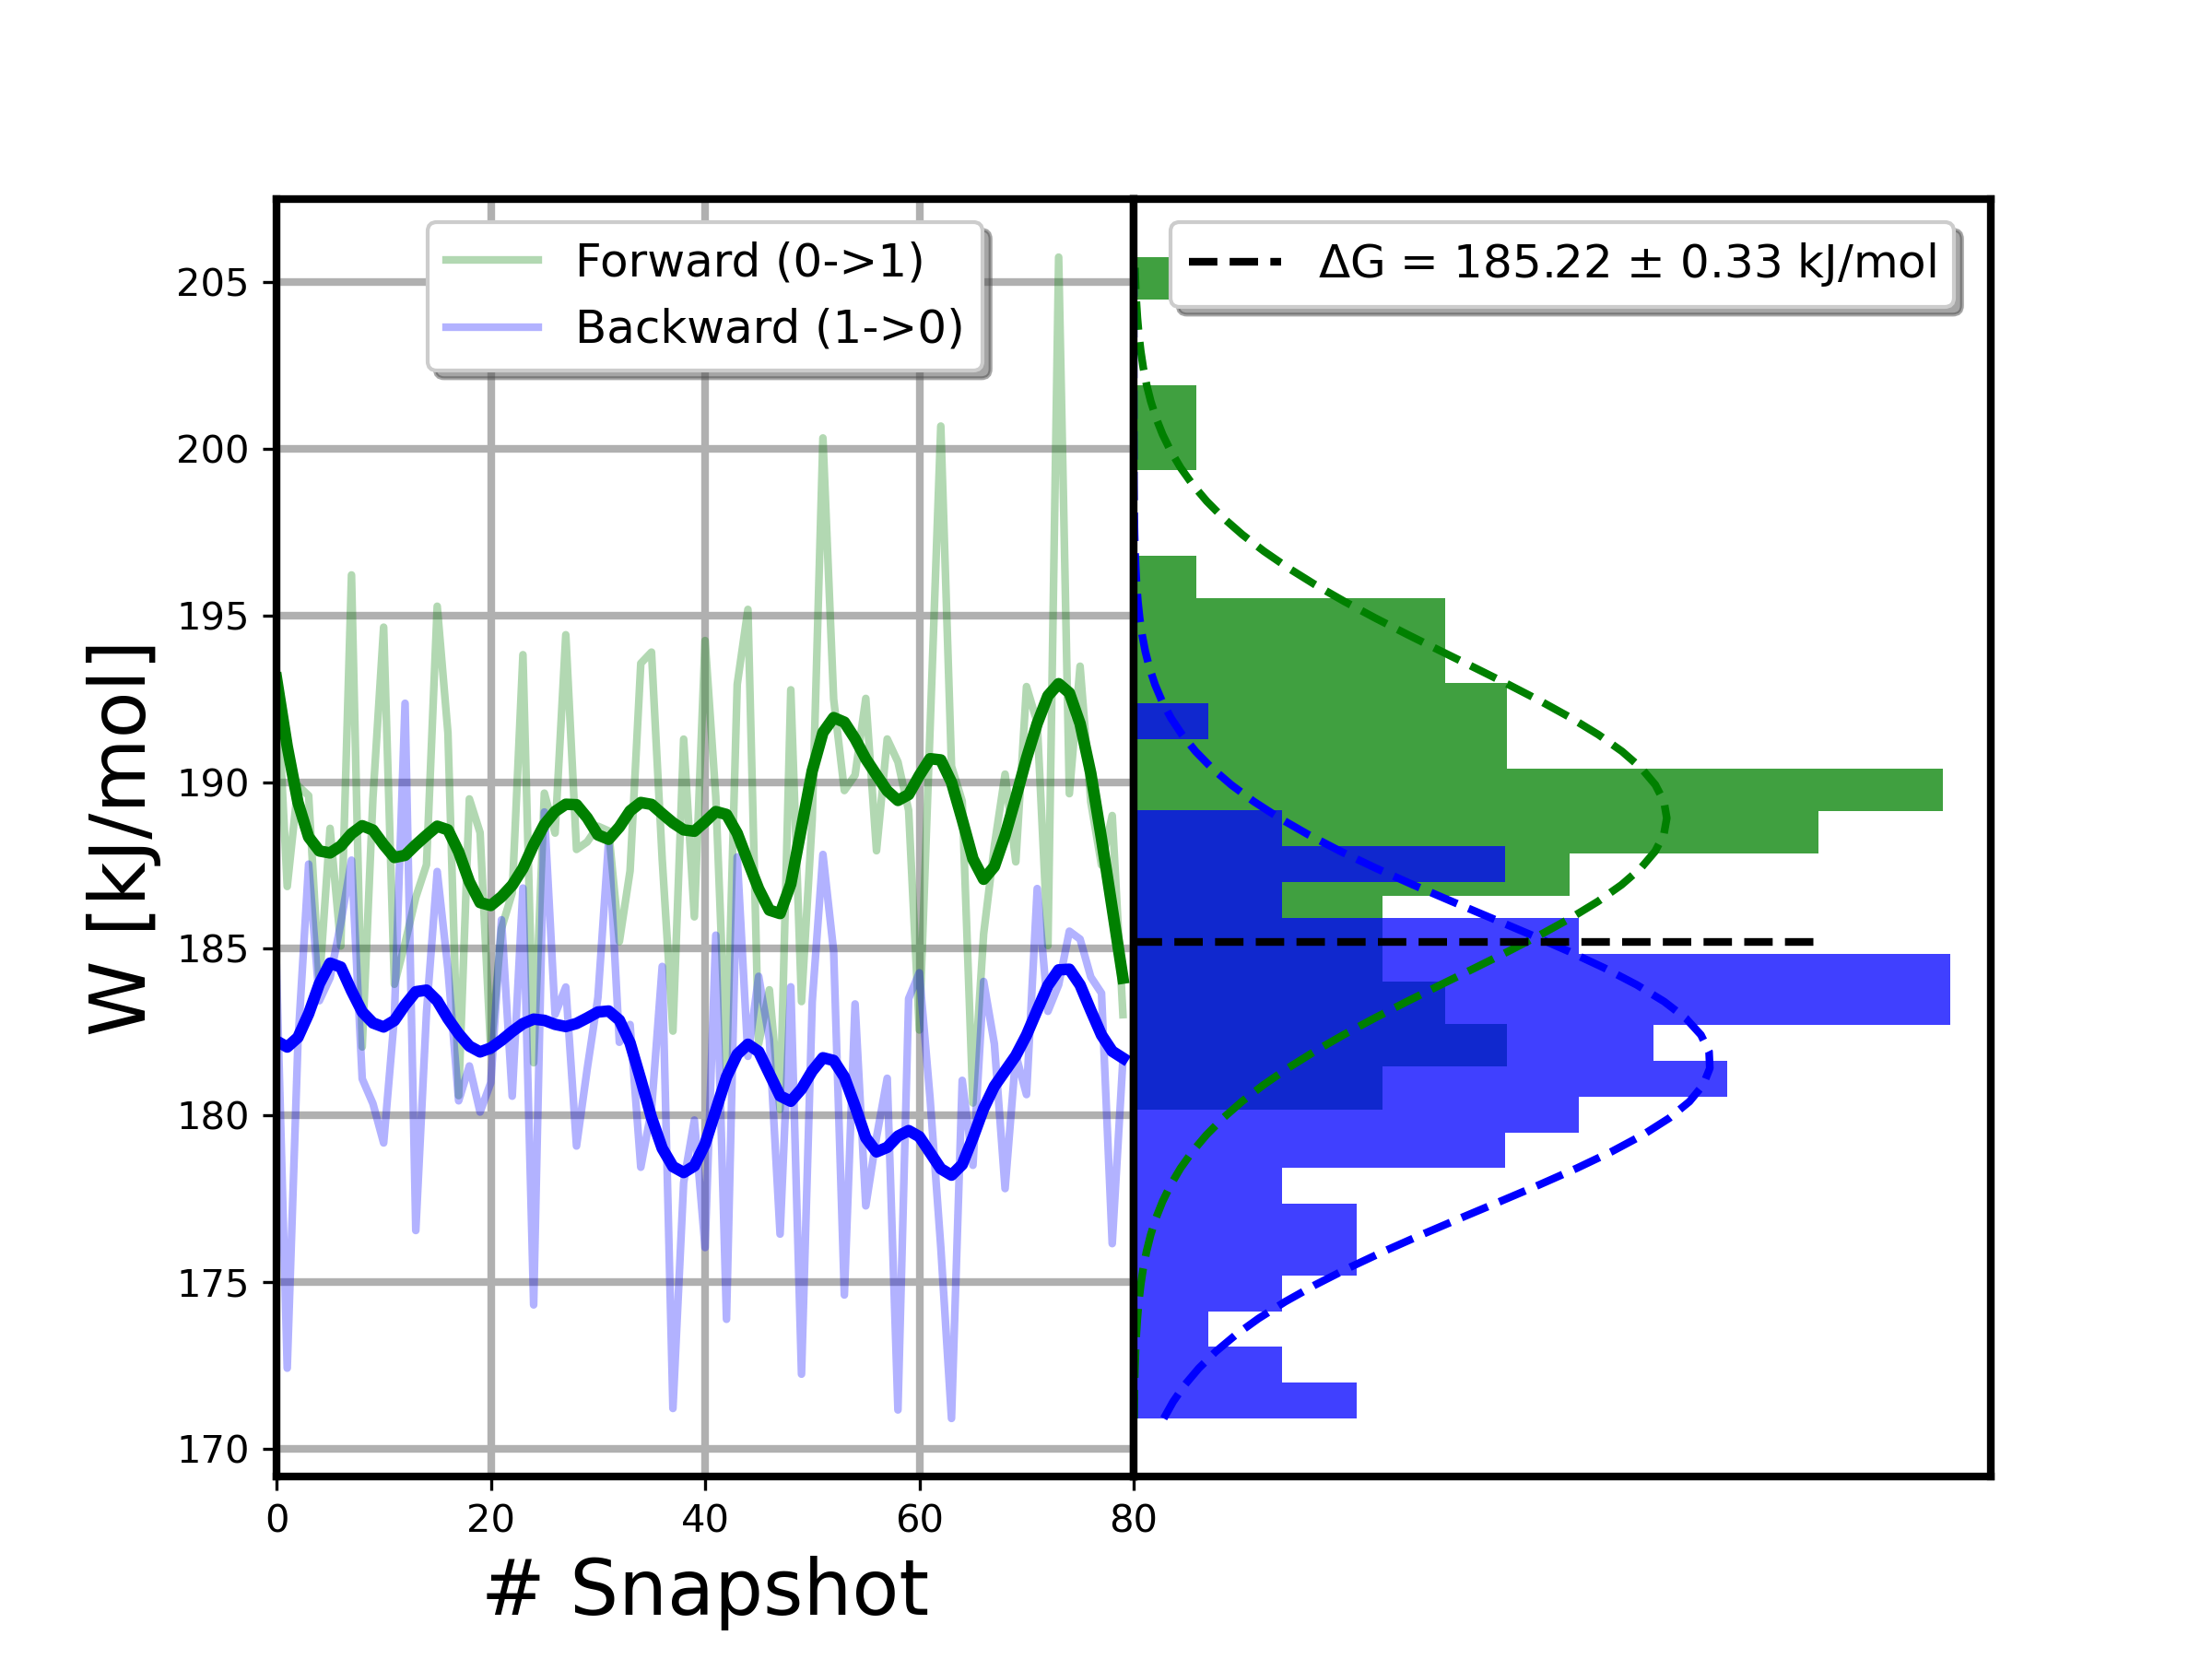 Forward (0->1)
Backward (1->0)
ΔG = 185.22 ± 0.33 kJ/mol
W [kJ/mol]
205
200
195
190
185
180
175
170
0 20 40 60 80
# Snapshot